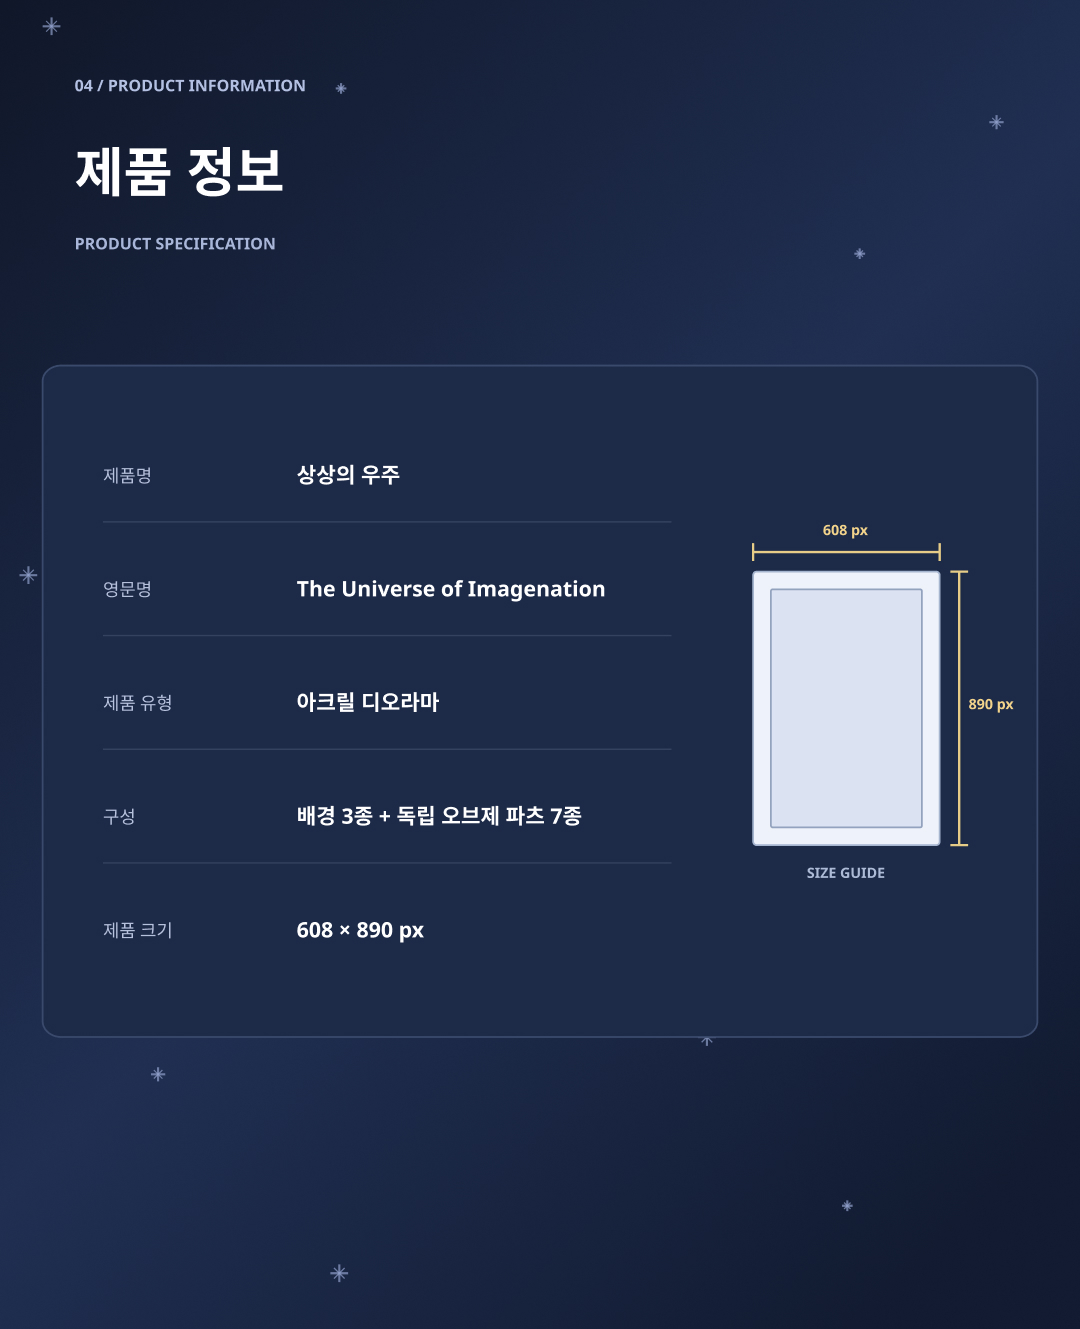 04 / PRODUCT INFORMATION
제품 정보
PRODUCT SPECIFICATION
제품명 상상의 우주
영문명 The Universe of Imagenation
제품 유형 아크릴 디오라마
구성 배경 3종 + 독립 오브제 파츠 7종
제품 크기 608 × 890 px
608 px
890 px
SIZE GUIDE